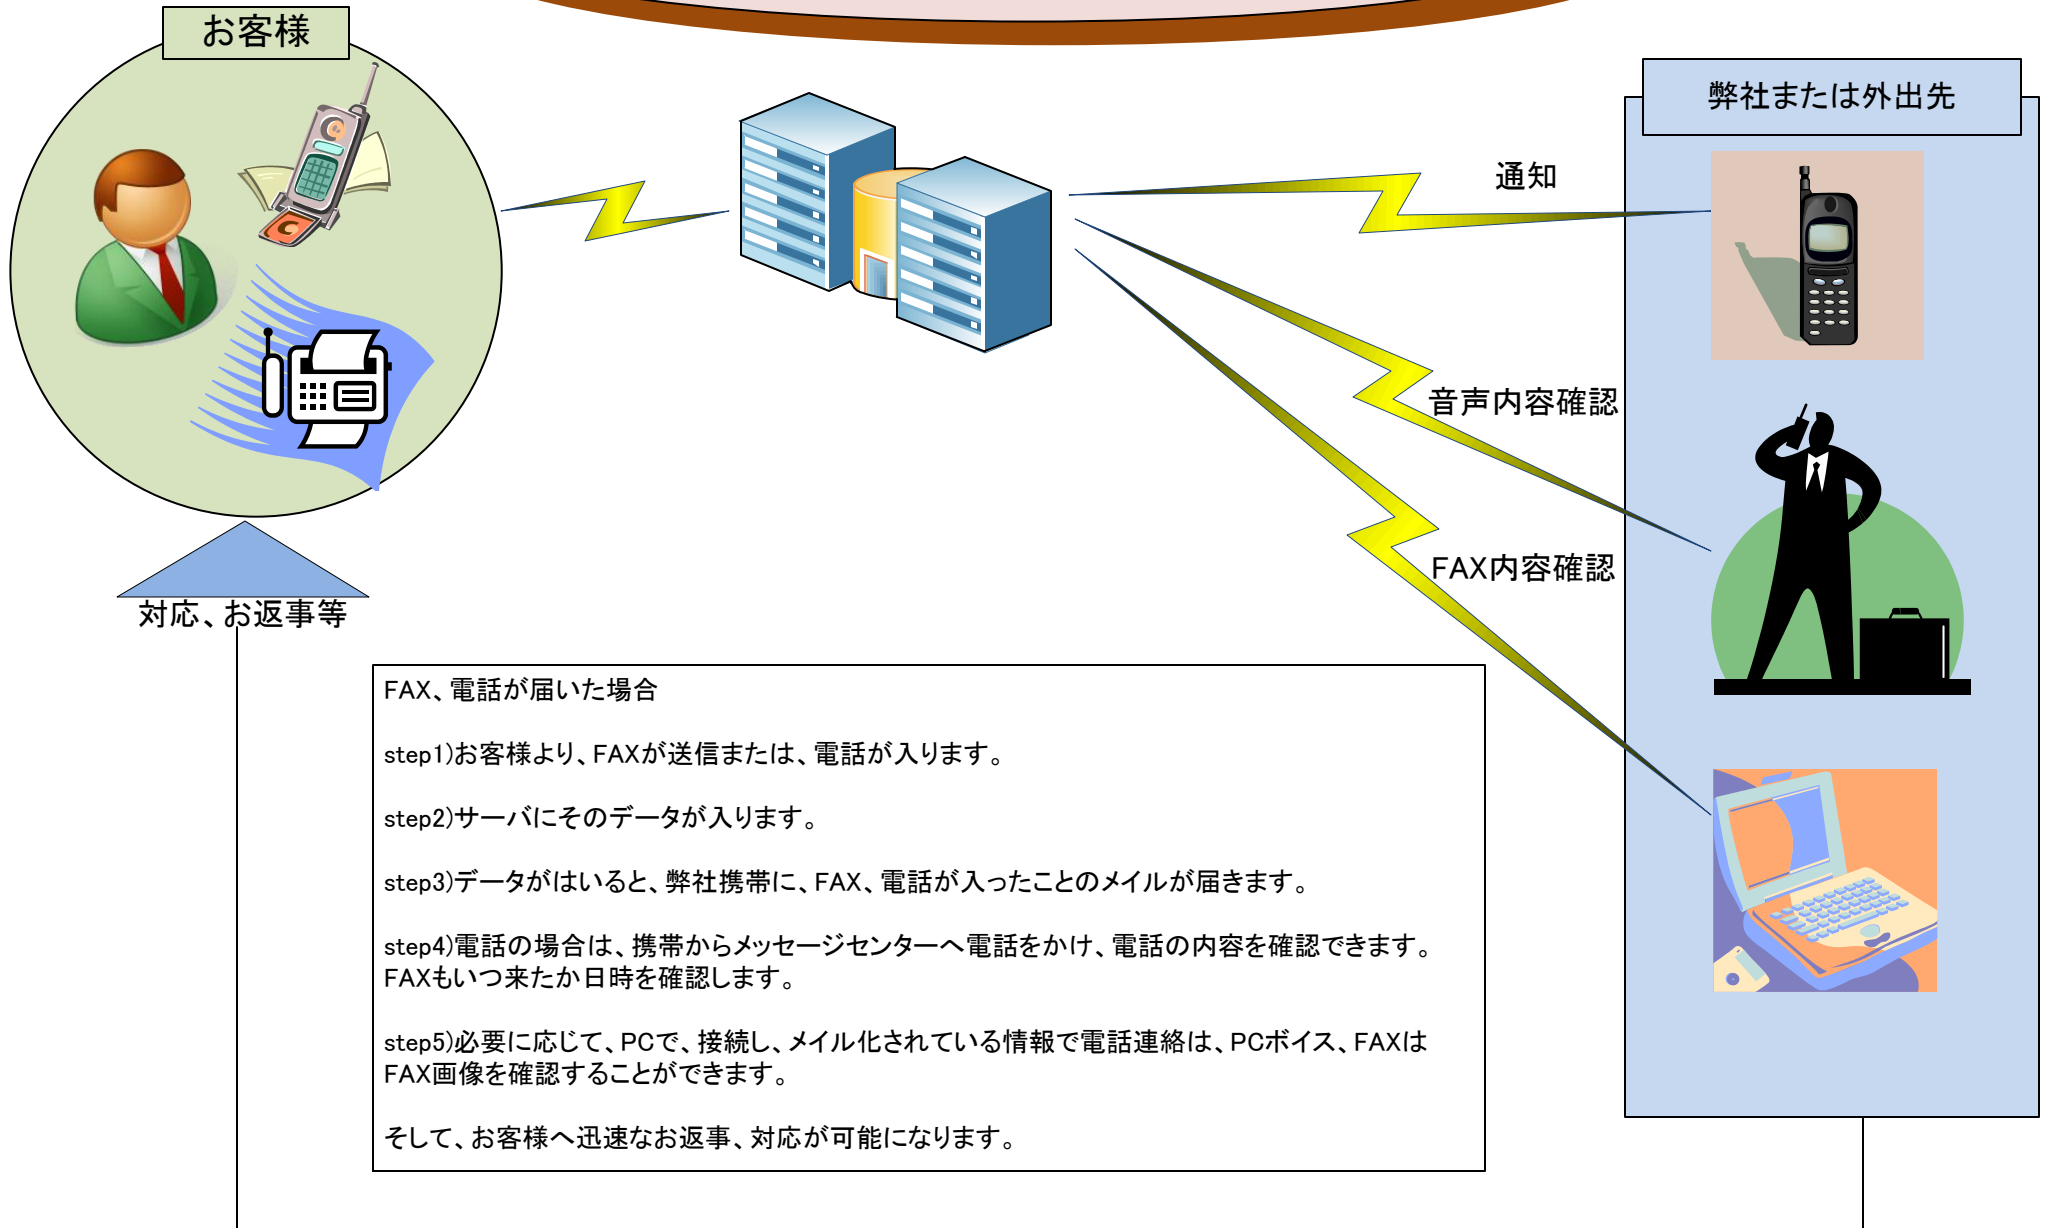 お客様
弊社または外出先
通知
音声内容確認
FAX内容確認
対応、お返事等
FAX、電話が届いた場合
step1)お客様より、FAXが送信または、電話が入ります。
step2)サーバにそのデータが入ります。
step3)データがはいると、弊社携帯に、FAX、電話が入ったことのメイルが届きます。
step4)電話の場合は、携帯からメッセージセンターへ電話をかけ、電話の内容を確認できます。
FAXもいつ来たか日時を確認します。
step5)必要に応じて、PCで、接続し、メイル化されている情報で電話連絡は、PCボイス、FAXは
FAX画像を確認することができます。
そして、お客様へ迅速なお返事、対応が可能になります。